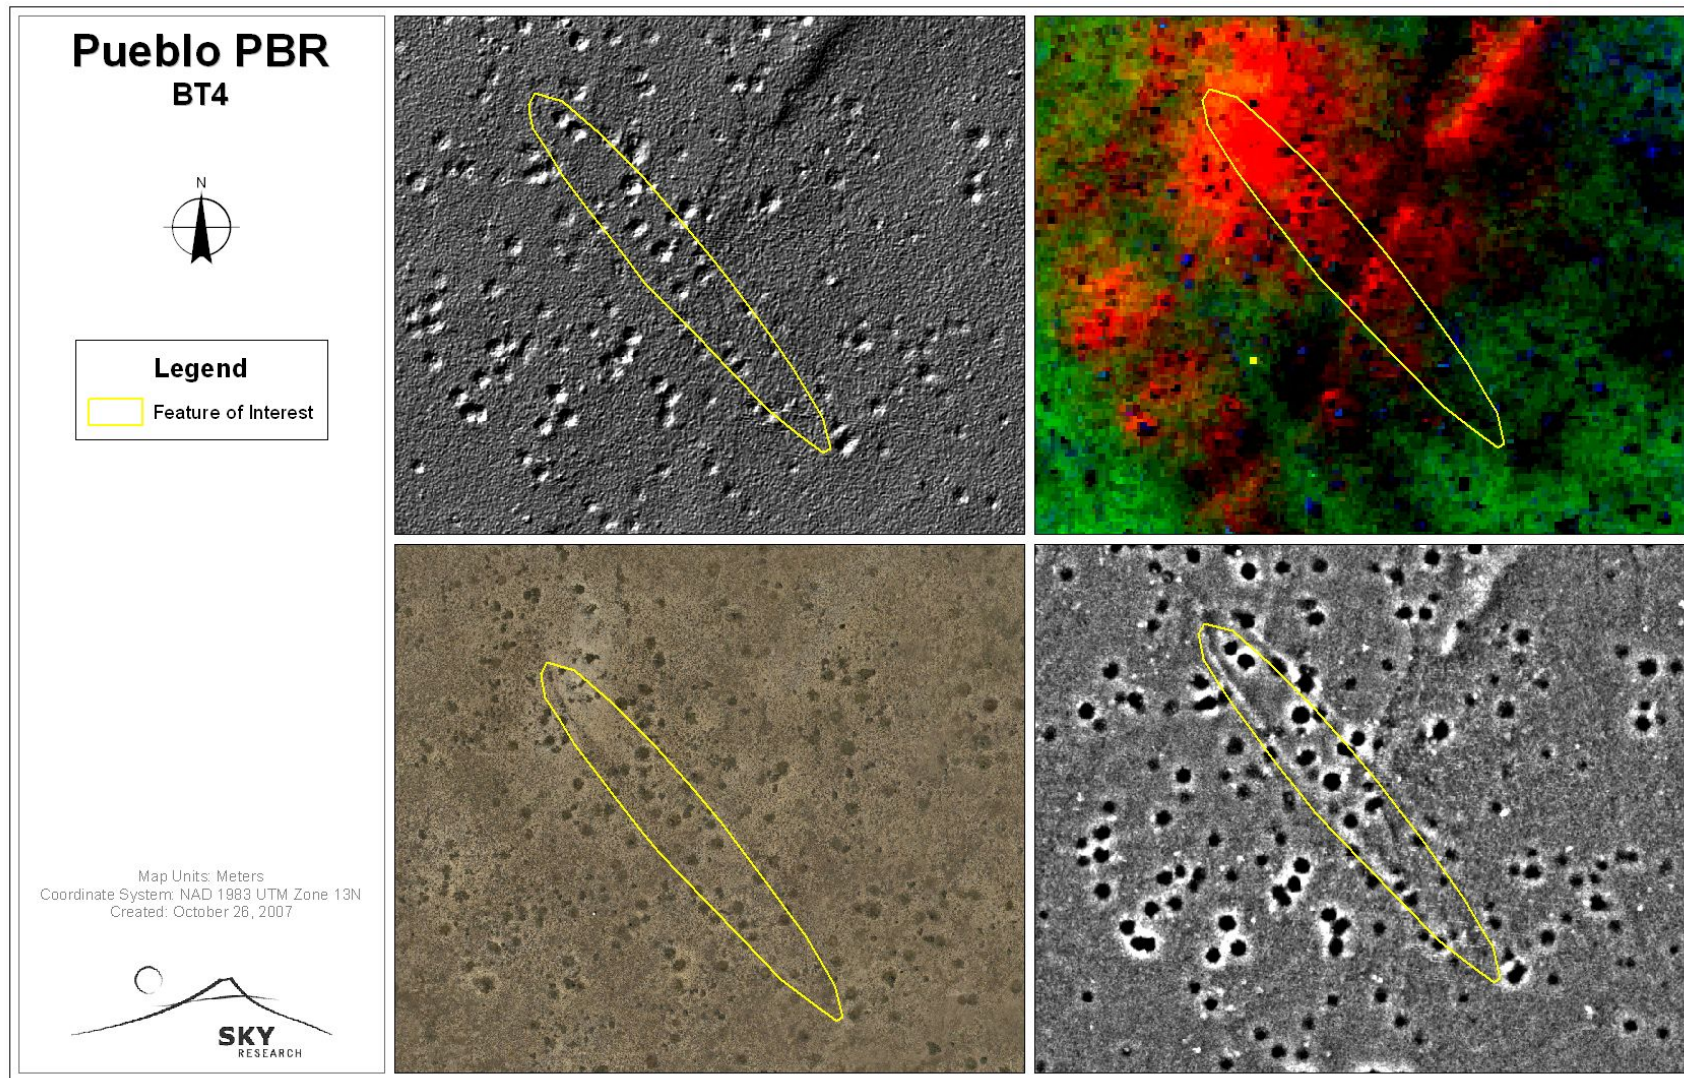 Pueblo PBR
BT4
N
Legend
Feature of Interest
Map Units: Meters
Coordinate System: NAD 1983 UTM Zone 13N
Created: October 26, 2007
SKY
RESEARCH